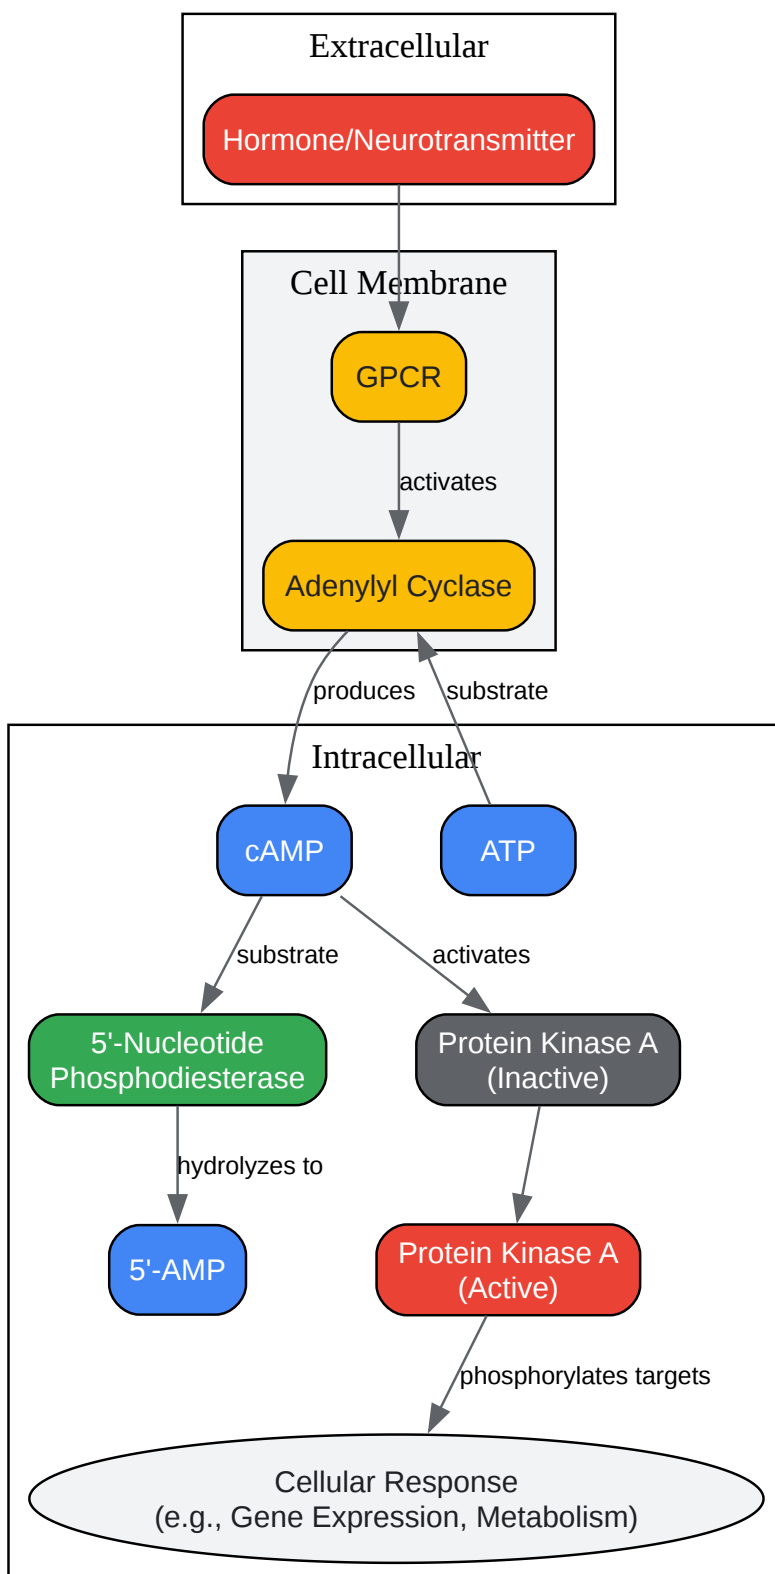 Extracellular
Hormone/Neurotransmitter
Cell Membrane
GPCR
activates
Adenylyl Cyclase
produces
substrate
Intracellular
cAMP
ATP
substrate
activates
5'-Nucleotide
Phosphodiesterase
Protein Kinase A
(Inactive)
hydrolyzes to
5'-AMP
Protein Kinase A
(Active)
phosphorylates targets
Cellular Response
(e.g., Gene Expression, Metabolism)